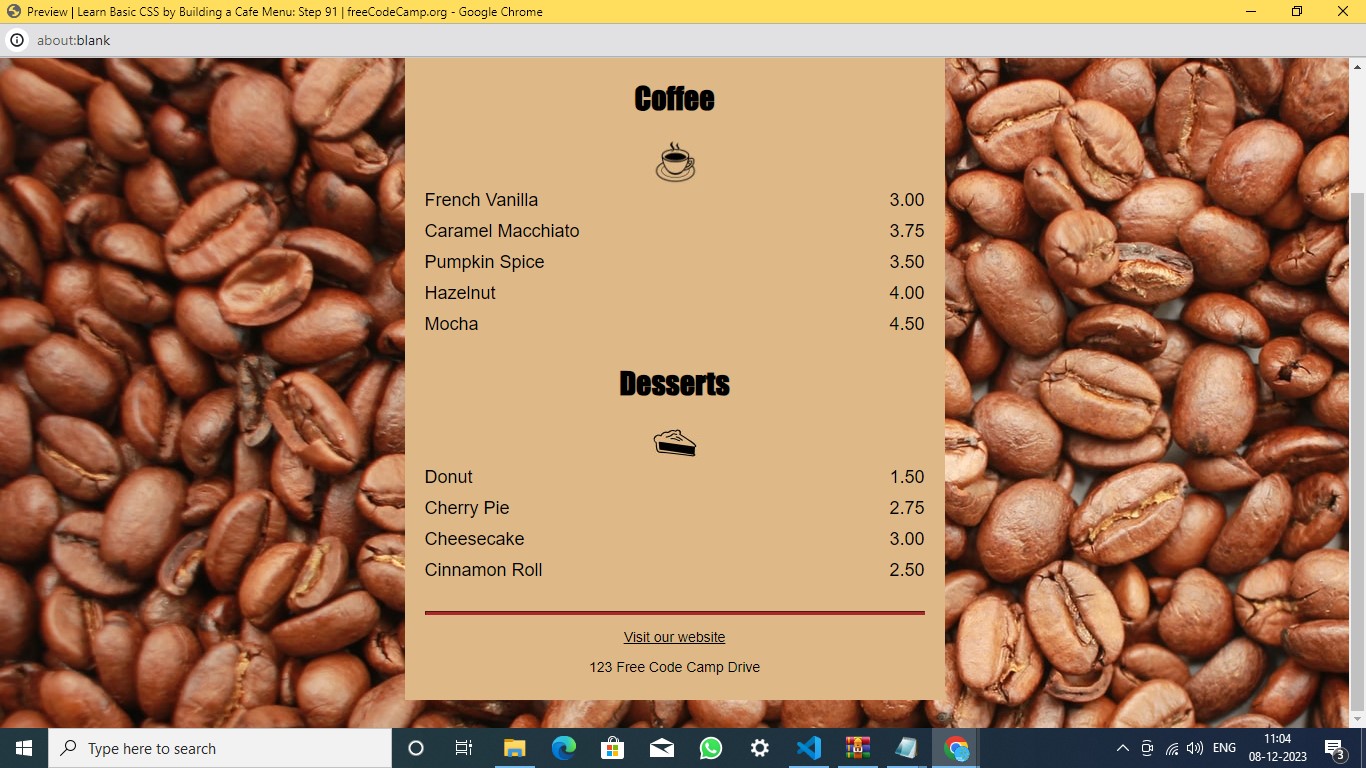 Preview | Learn Basic CSS by Building a Cafe Menu: Step 91 | freeCodeCamp.org - Google Chrome
about:blank
Coffee
French Vanilla 3.00
Caramel Macchiato 3.75
Pumpkin Spice 3.50
Hazelnut 4.00
Mocha 4.50
Desserts
Donut 1.50
Cherry Pie 2.75
Cheesecake 3.00
Cinnamon Roll 2.50
Visit our website
123 Free Code Camp Drive
Type here to search
ENG
11:04
08-12-2023
3